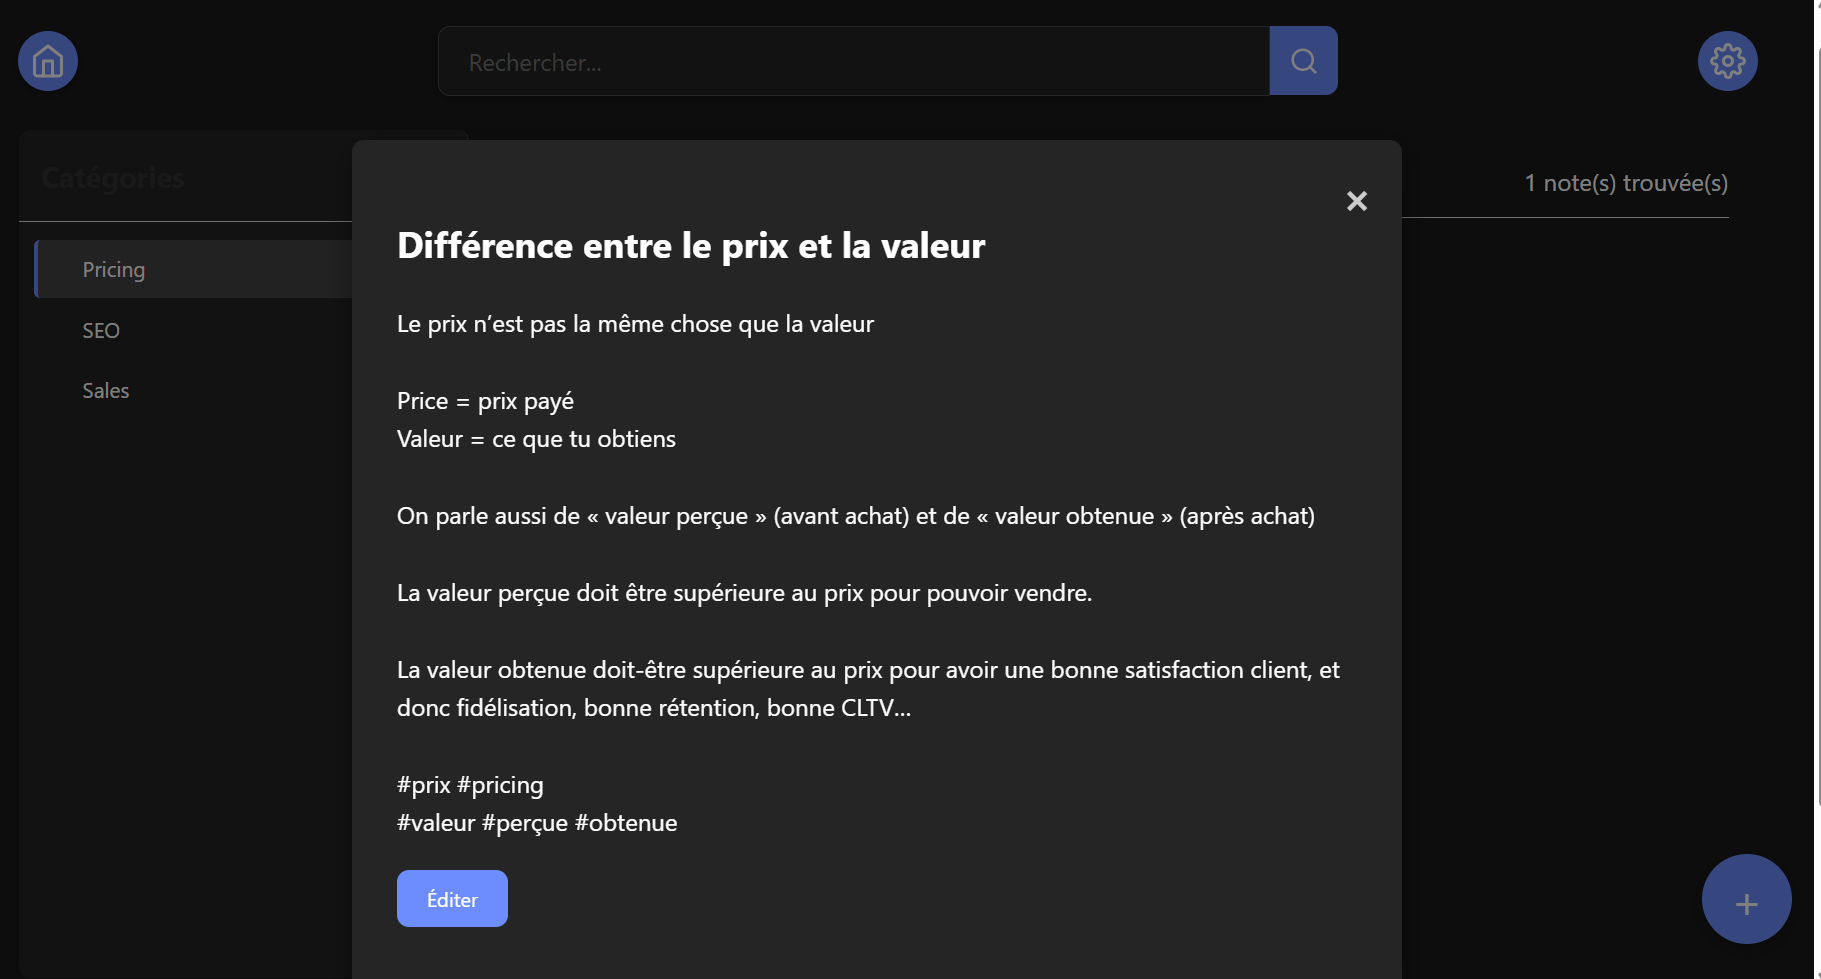 Rechercher...
Catégories
1 note(s) trouvée(s)
Pricing
SEO
Sales
Différence entre le prix et la valeur
Le prix n’est pas la même chose que la valeur
Price = prix payé
Valeur = ce que tu obtiens
On parle aussi de « valeur perçue » (avant achat) et de « valeur obtenue » (après achat)
La valeur perçue doit être supérieure au prix pour pouvoir vendre.
La valeur obtenue doit-être supérieure au prix pour avoir une bonne satisfaction client, et
donc fidélisation, bonne rétention, bonne CLTV...
#prix #pricing
#valeur #perçue #obtenue
Éditer